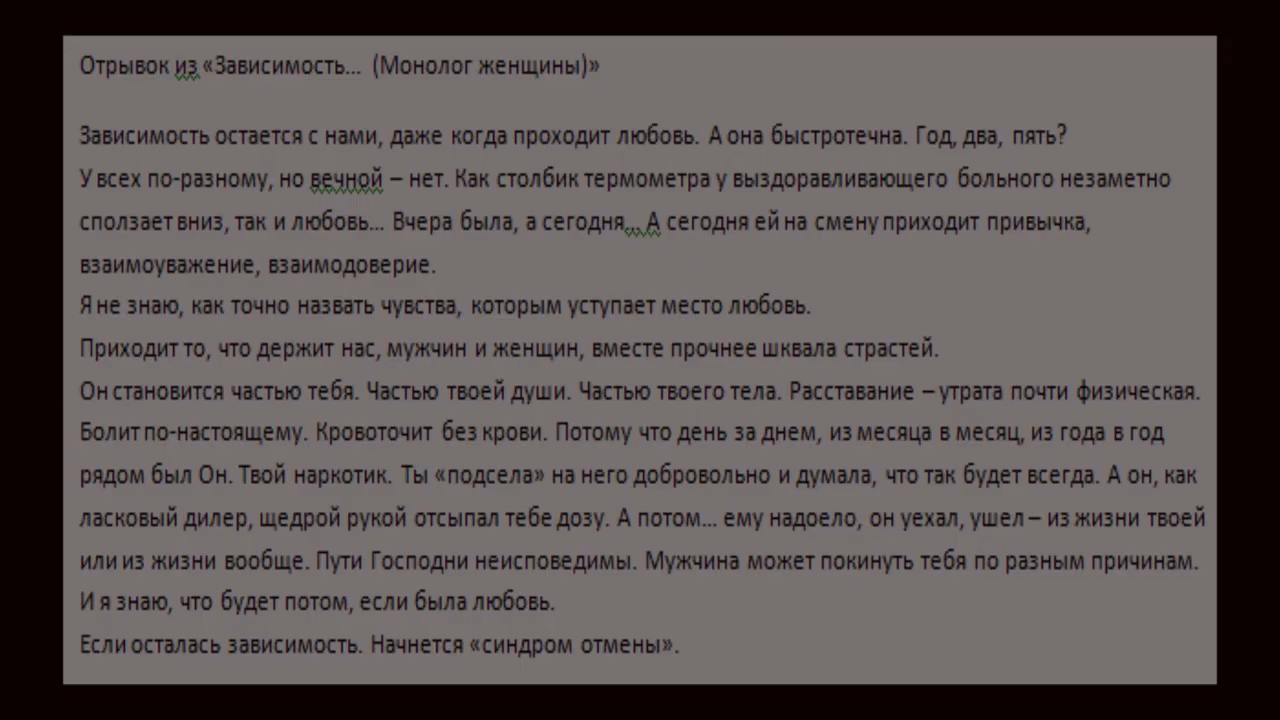 Отрывок из «Зависимость... (Монолог женщины)»
Зависимость остается с нами, даже когда проходит любовь. А она быстротечна. Год, два, пять?
У всех по-разному, но вечной – нет. Как столбик термометра у выздоравливающего больного незаметно
сползает вниз, так и любовь... Вчера была, а сегодня... А сегодня ей на смену приходит привычка,
взаимоуважение, взаимодоверие.
Я не знаю, как точно назвать чувства, которым уступает место любовь.
Приходит то, что держит нас, мужчин и женщин, вместе прочнее шквала страстей.
Он становится частью тебя. Частью твоей души. Частью твоего тела. Расставание – утрата почти физическая.
Болит по-настоящему. Кровоточит без крови. Потому что день за днем, из месяца в месяц, из года в год
рядом был Он. Твой наркотик. Ты «подсела» на него добровольно и думала, что так будет всегда. А он, как
ласковый дилер, щедрой рукой отсыпал тебе дозу. А потом... ему надоело, он уехал, ушел – из жизни твоей
или из жизни вообще. Пути Господни неисповедимы. Мужчина может покинуть тебя по разным причинам.
И я знаю, что будет потом, если была любовь.
Если осталась зависимость. Начнется «синдром отмены».